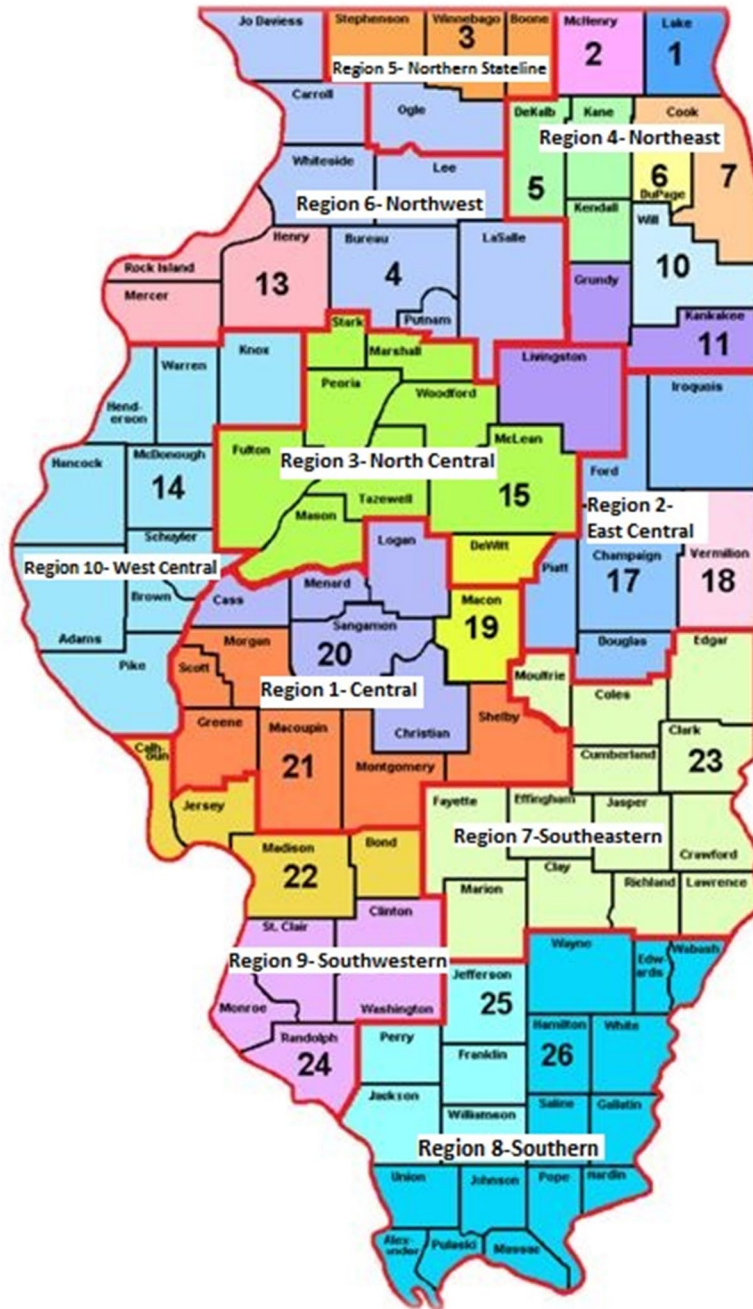 Jo Daviess
Stephenson
Winnebago
Boone
McHenry
Lake
3
2
1
Region 5- Northern Stateline
Carroll
Ogle
DeKalb
Kane
Cook
Region 4- Northeast
Whiteside
Lee
5
6
7
DuPage
Region 6- Northwest
Kendall
Will
Henry
Bureau
LaSalle
Rock Island
13
4
10
Mercer
Putnam
Grundy
Kankakee
11
Stark
Marshall
Knox
Warren
Livingston
Peoria
Woodford
Iroquois
Hend-
erson
Fulton
McLean
Hancock
McDonough
Region 3- North Central
Ford
14
15
Tazewell
Mason
Region 2-
East Central
Schuyler
Logan
DeWitt
Champaign
Vermilion
Region 10- West Central
Piatt
17
18
Menard
Brown
Cass
Macon
Sangamon
19
Adams
Morgan
20
Douglas
Edgar
Pike
Scott
Moultrie
Region 1- Central
Coles
Greene
Macoupin
Christian
Shelby
Clark
Cal-
houn
21
Montgomery
Cumberland
23
Jersey
Fayette
Effingham
Jasper
Region 7-Southeastern
Madison
Bond
Crawford
22
Clay
Marion
Richland
Lawrence
Clinton
St. Clair
Wayne
Wabash
Region 9- Southwestern
Edw-
ards
Jefferson
25
Monroe
Washington
Randolph
Hamilton
White
24
Perry
26
Franklin
Jackson
Williamson
Saline
Gallatin
Region 8-Southern
Union
Johnson
Pope
Hardin
Alex-
ander
Pulaski
Massac